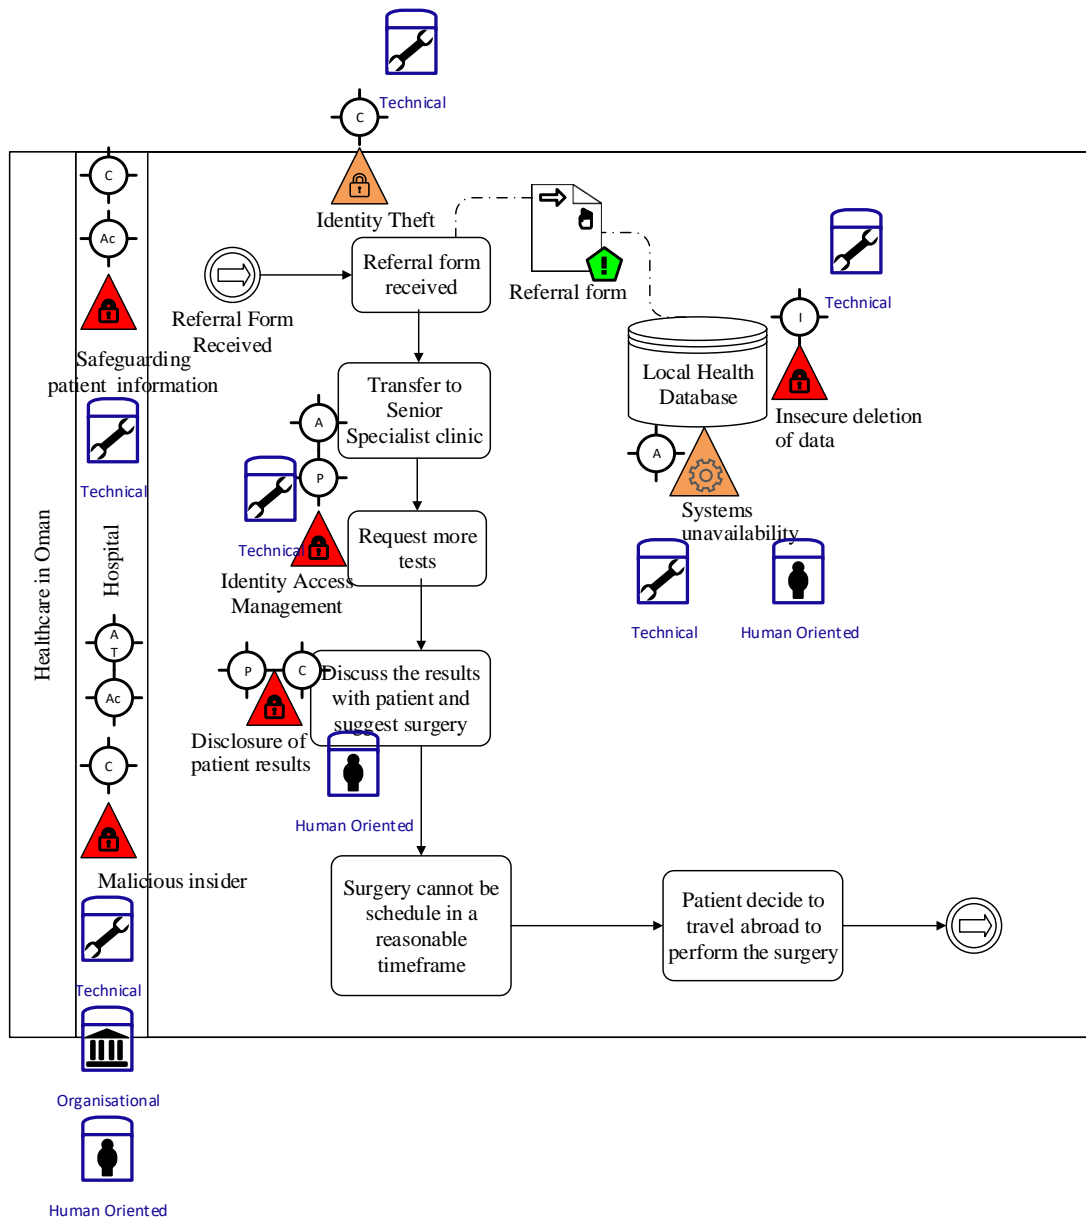 Technical
C
C
Identity Theft
Ac
Referral form
received
Referral form
Technical
Referral Form
Received
I
Safeguarding
patient  information
Local Health
Database
Insecure deletion
of data
Transfer to
Senior
Specialist clinic
A
A
P
Technical
Systems
unavailability
Technical
Request more
tests
Identity Access
Management
Healthcare in Oman
Hospital
Technical
Human Oriented
A
T
Ac
P
C
Discuss the results
with patient and
suggest surgery
Disclosure of
patient results
C
Human Oriented
Malicious insider
Surgery cannot be
schedule in a
reasonable
timeframe
Patient decide to
travel abroad to
perform the surgery
Technical
Organisational
Human Oriented